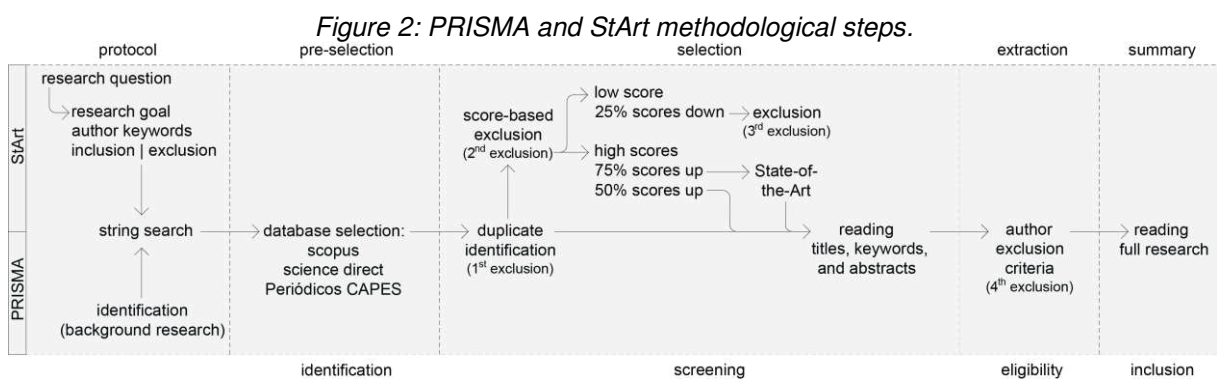 Figure 2: PRISMA and StArt methodological steps.
protocol
pre-selection
selection
extraction
summary
StArt
research question
research goal
author keywords
inclusion | exclusion
string search
score-based
exclusion
(2nd exclusion)
low score
25% scores down
exclusion
(3rd exclusion)
high scores
75% scores up
50% scores up
State-of-
the-Art
PRISMA
identification
(background research)
database selection:
scopus
science direct
Periódicos CAPES
duplicate
identification
(1st exclusion)
reading
titles, keywords,
and abstracts
author
exclusion
criteria
(4th exclusion)
reading
full research
identification
screening
eligibility
inclusion